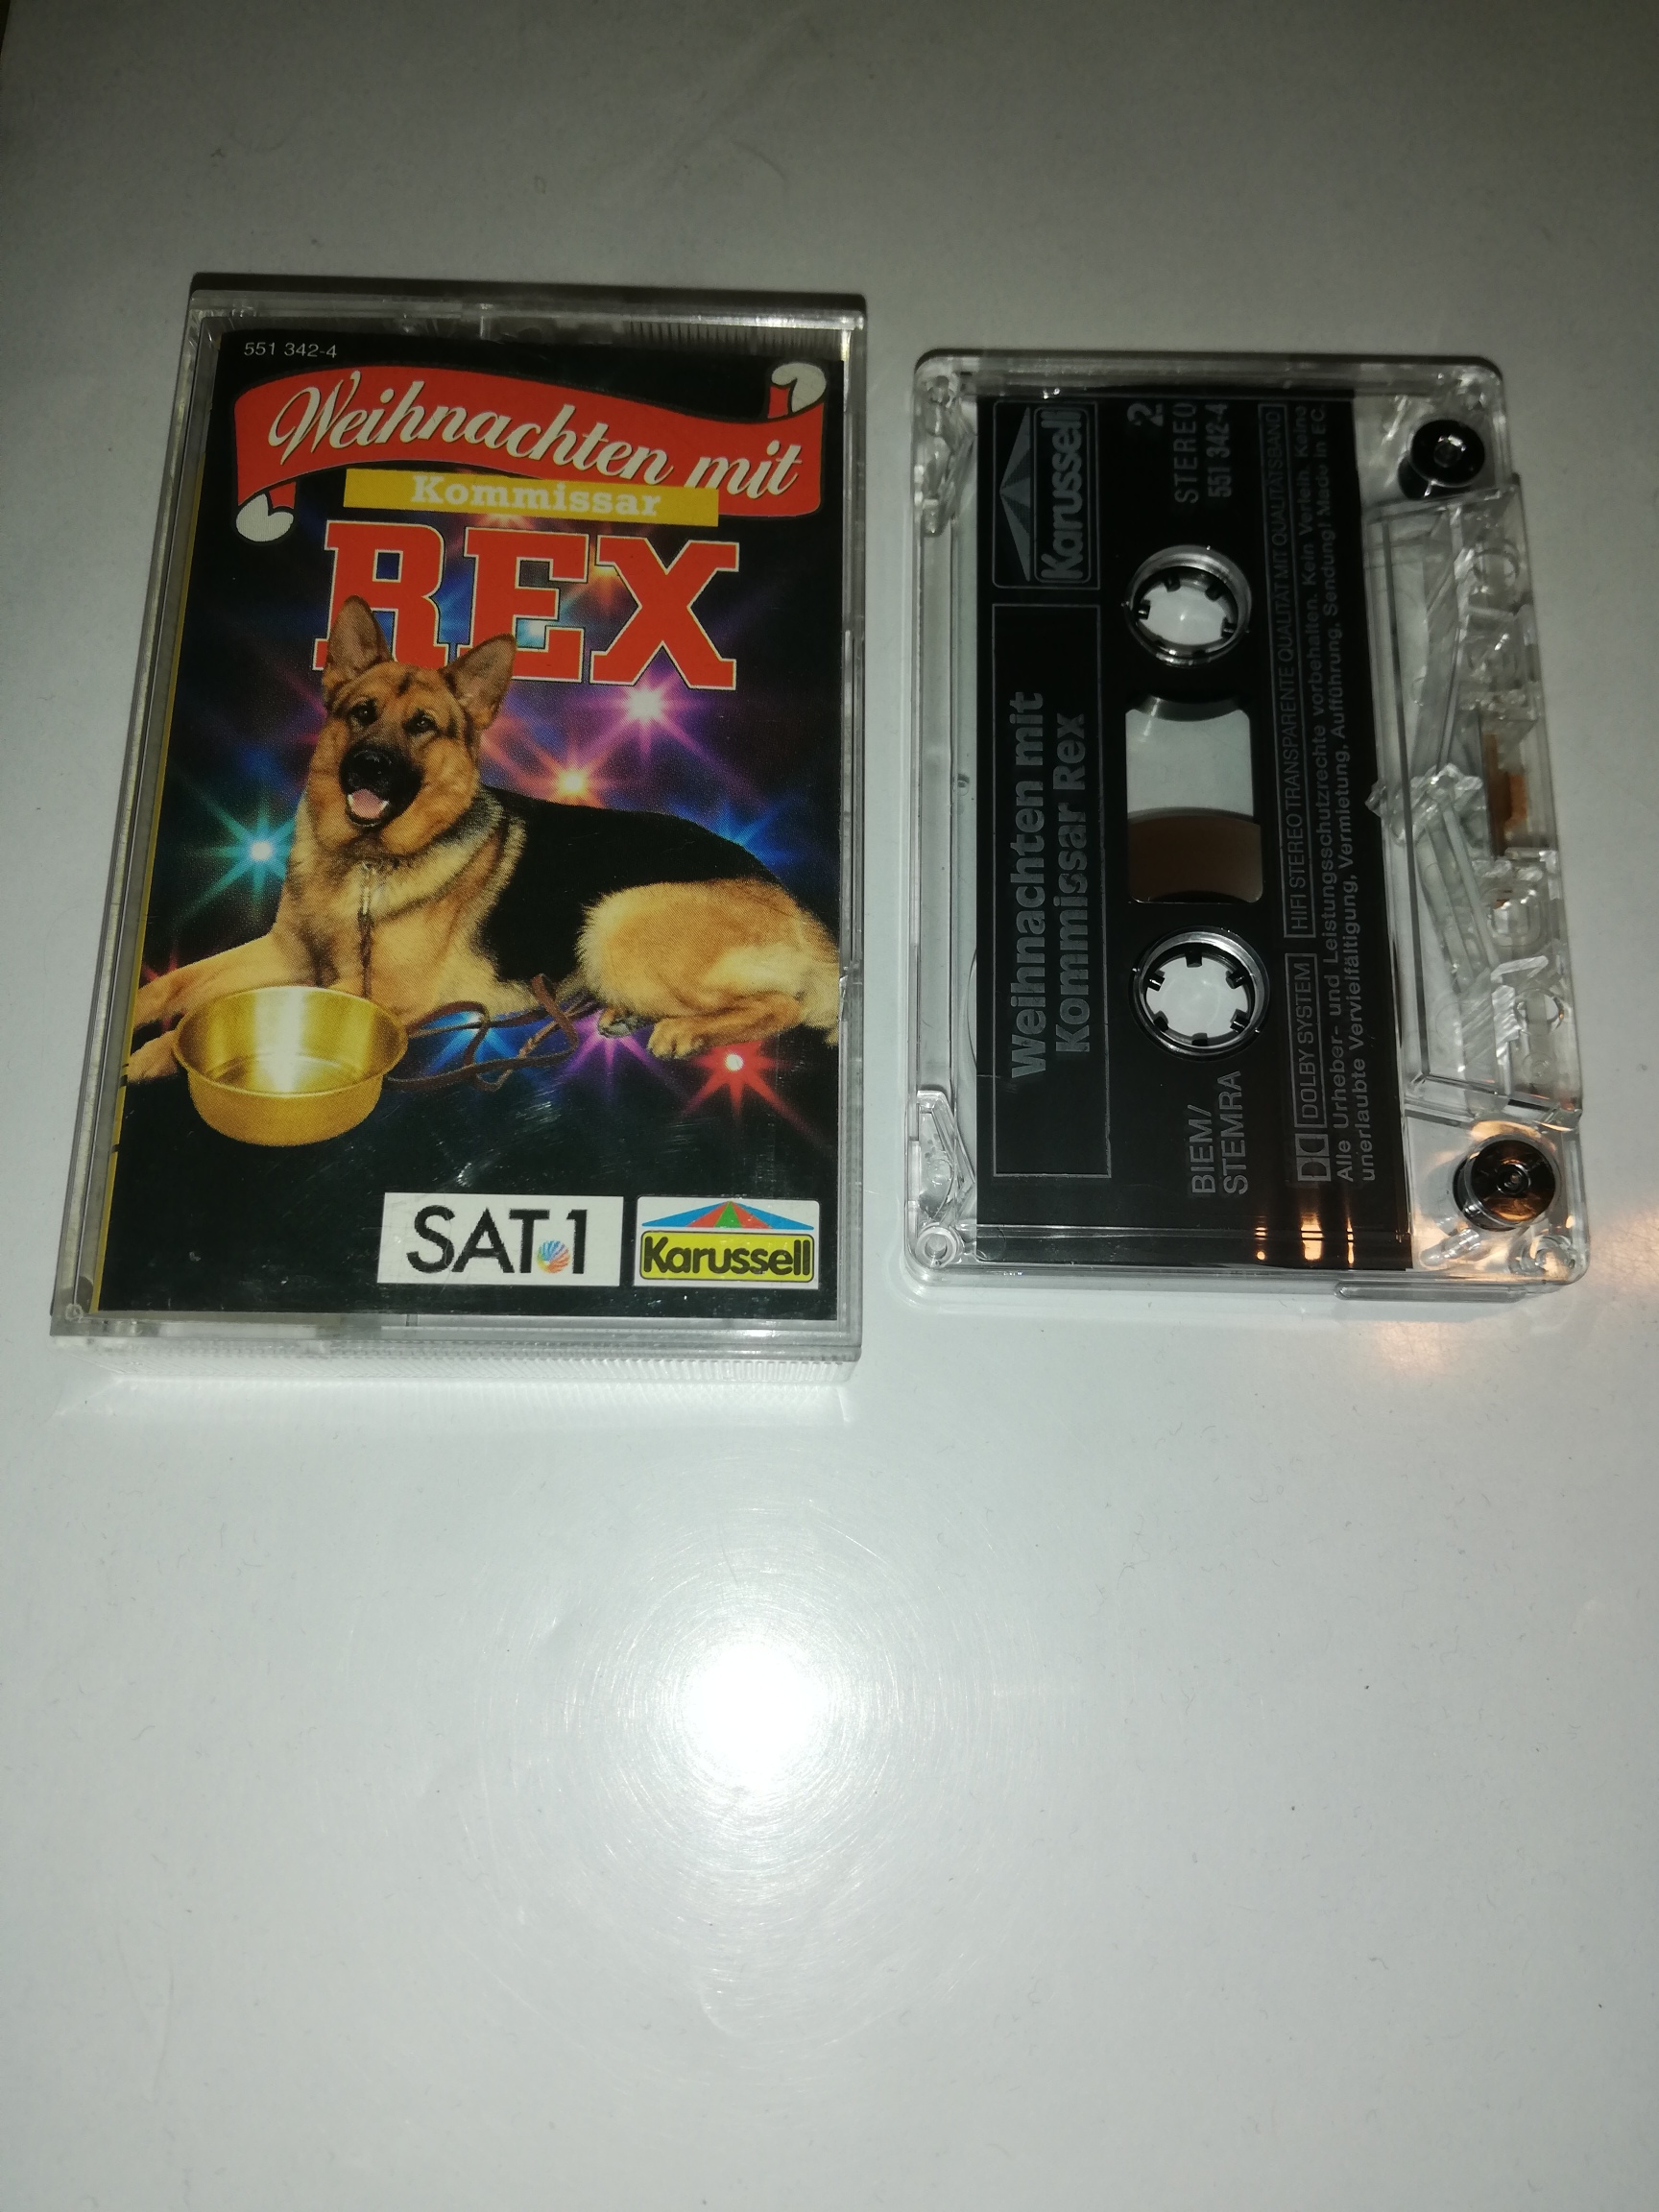 551 342-4
Weihnachten mit
Kommissar
REX
SAT.1
Karussell
Karussell
2
STEREO
551 342-4
Weihnachten mit
Kommissar Rex
BIEM/
STEMRA
DOLBY SYSTEM HIFI STEREO TRANSPARENTE QUALITÄT MIT QUALITÄTSBAND
Alle Urheber- und Leistungsschutzrechte vorbehalten. Kein Verleih. Keine
unerlaubte Vervielfältigung, Vermietung, Aufführung, Sendung! Made in EC.